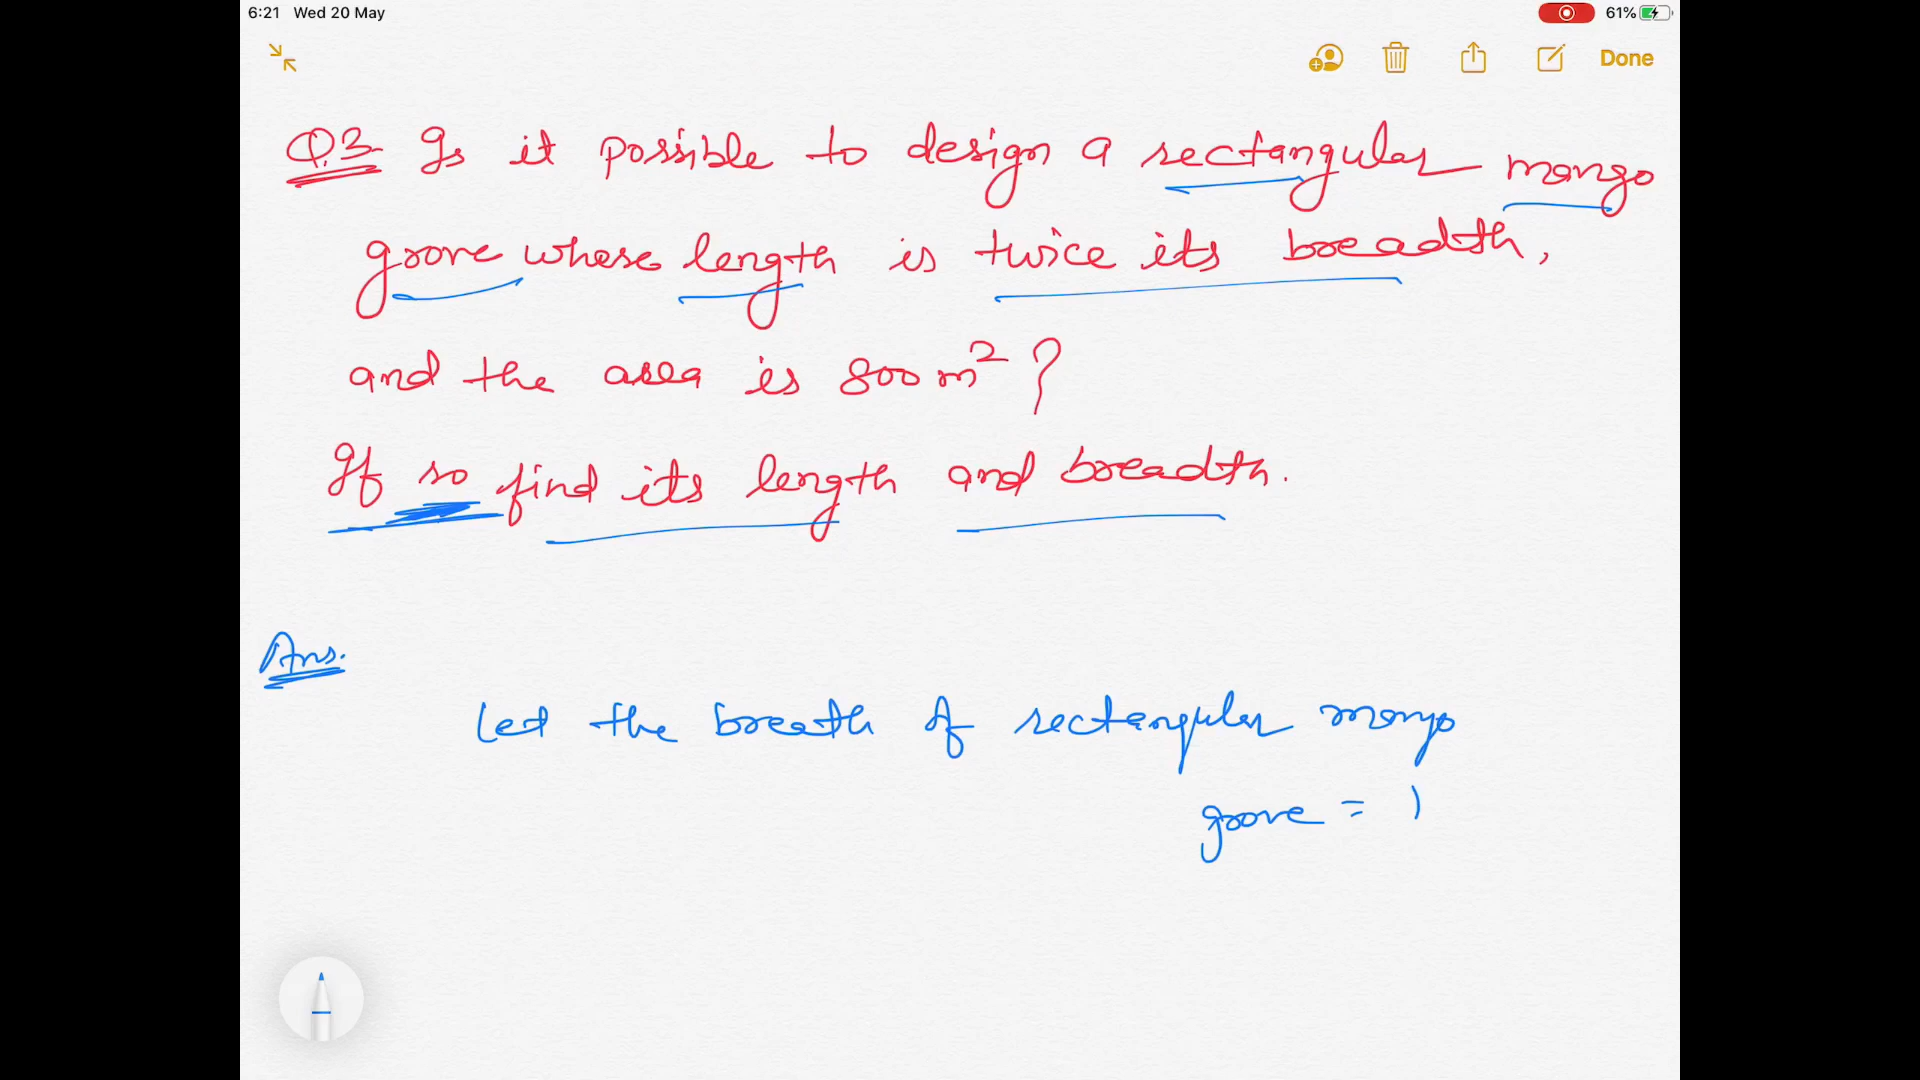 6:21 Wed 20 May
61%
Done
Q.3 Is it possible to design a rectangular mango
grove whose length is twice its breadth,
and the area is 800 m² ?
If so find its length and breadth.
Ans.
Let the breath of rectangular mango
grove = )